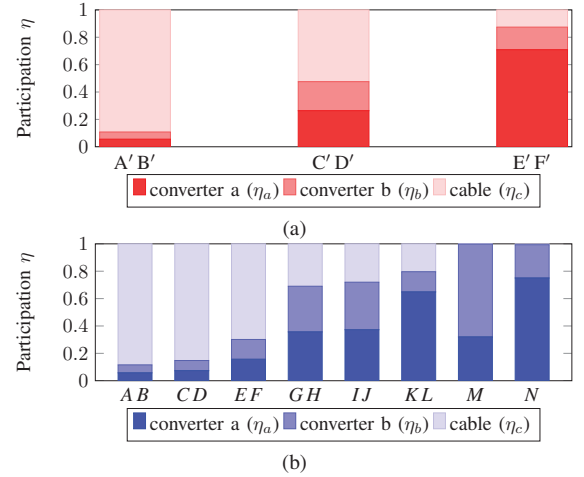 Participation η
1
0.8
0.6
0.4
0.2
0
A′ B′ C′ D′ E′ F′
converter a (ηa) converter b (ηb) cable (ηc)
(a)
Participation η
1
0.8
0.6
0.4
0.2
0
A B C D E F G H I J K L M N
converter a (ηa) converter b (ηb) cable (ηc)
(b)